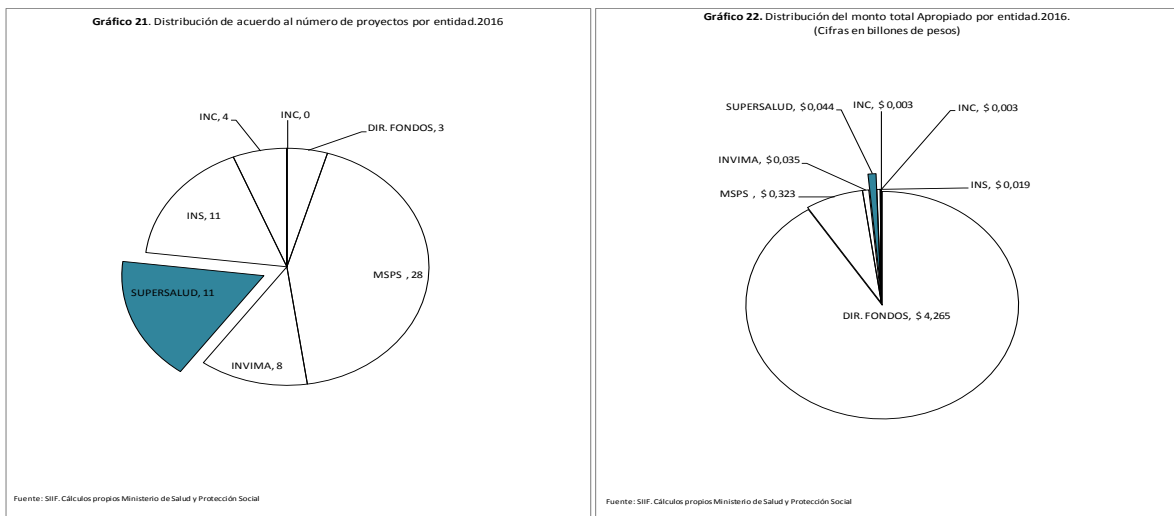 Gráfico 21. Distribución de acuerdo al número de proyectos por entidad.2016
INC, 4
INC, 0
DIR. FONDOS, 3
INS, 11
MSPS , 28
SUPERSALUD, 11
INVIMA, 8
Fuente: SIIF. Cálculos propios Ministerio de Salud y Protección Social
Gráfico 22. Distribución del monto total Apropiado por entidad.2016.
(Cifras en billones de pesos)
SUPERSALUD, $ 0,044
INC, $ 0,003
INC, $ 0,003
INVIMA, $ 0,035
MSPS , $ 0,323
INS, $ 0,019
DIR. FONDOS, $ 4,265
Fuente: SIIF. Cálculos propios Ministerio de Salud y Protección Social